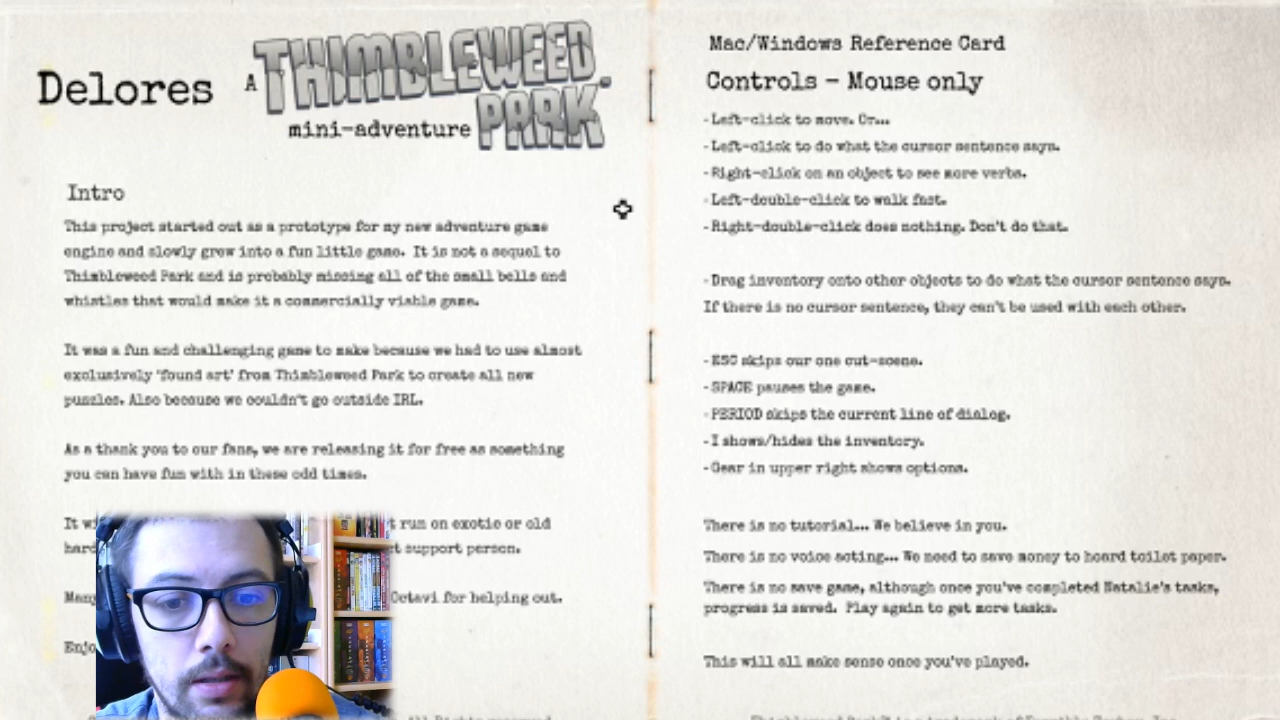 Delores
A THIMBLEWEED PARK
mini-adventure
Intro
This project started out as a prototype for my new adventure game
engine and slowly grew into a fun little game. It is not a sequel to
Thimbleweed Park and is probably missing all of the small bells and
whistles that would make it a commercially viable game.
It was a fun and challenging game to make because we had to use almost
exclusively 'found art' from Thimbleweed Park to create all new
puzzles. Also because we couldn't go outside IRL.
As a thank you to our fans, we are releasing it for free as something
you can have fun with in these odd times.
It run on exotic or old
support person.
Octavi for helping out.
All Rights reserved
Mac/Windows Reference Card
Controls - Mouse only
-Left-click to move. Or...
-Left-click to do what the cursor sentence says.
-Right-click on an object to see more verbs.
-Left-double-click to walk fast.
-Right-double-click does nothing. Don't do that.
-Drag inventory onto other objects to do what the cursor sentence says.
If there is no cursor sentence, they can't be used with each other.
-ESC skips our one cut-scene.
-SPACE pauses the game.
-PERIOD skips the current line of dialog.
-I shows/hides the inventory.
-Gear in upper right shows options.
There is no tutorial... We believe in you.
There is no voice acting... We need to save money to hoard toilet paper.
There is no save game, although once you've completed Natalie's tasks,
progress is saved. Play again to get more tasks.
This will all make sense once you've played.